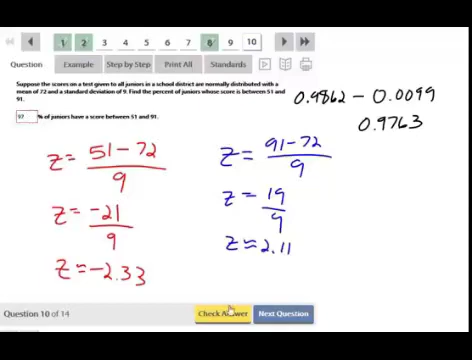 1 2 3 4 5 6 7 8 9 10
Question Example Step by Step Print All Standards
Suppose the scores on a test given to all juniors in a school district are normally distributed with a
mean of 72 and a standard deviation of 9. Find the percent of juniors whose score is between 51 and
91.
97 % of juniors have a score between 51 and 91.
0.9862 - 0.0099
0.9763
z = 51 - 72 / 9
z = -21 / 9
z ≈ -2.33
z = 91 - 72 / 9
z = 19 / 9
z ≈ 2.11
Question 10 of 14 Check Answer Next Question